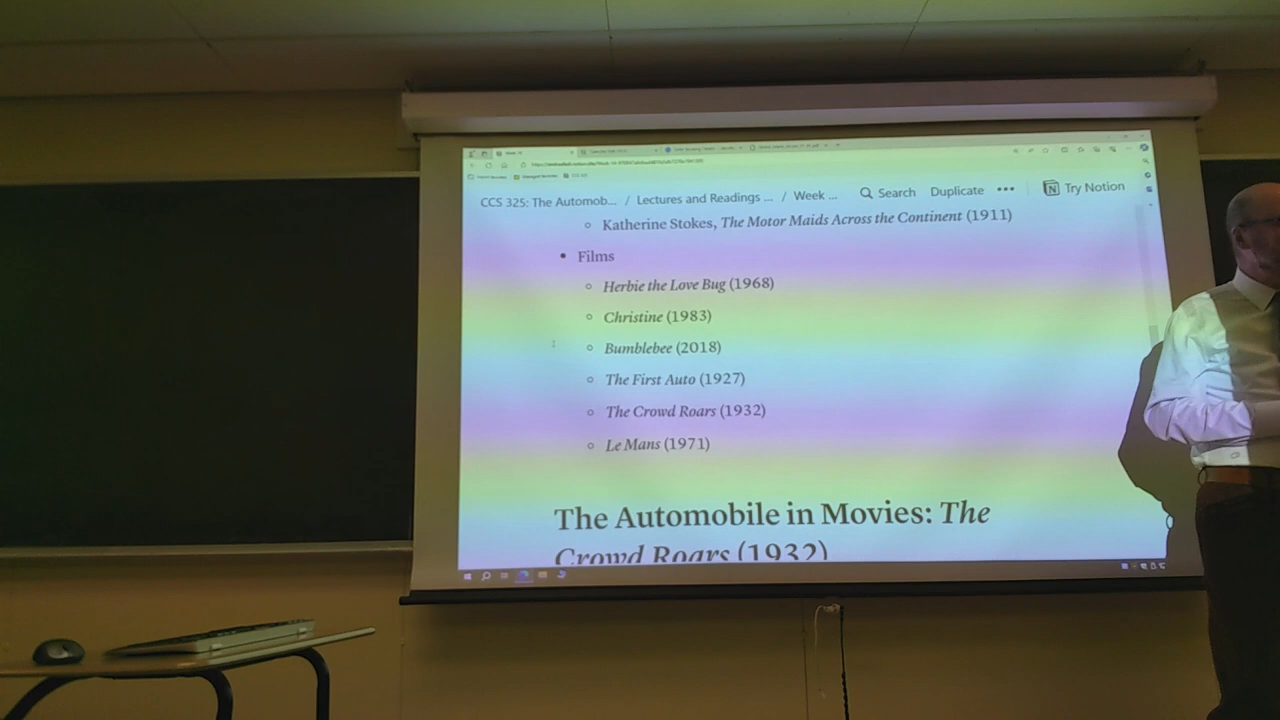 CCS 325: The Automob... / Lectures and Readings ... / Week ... Search Duplicate ••• Try Notion
Katherine Stokes, The Motor Maids Across the Continent (1911)
Films
Herbie the Love Bug (1968)
Christine (1983)
Bumblebee (2018)
The First Auto (1927)
The Crowd Roars (1932)
Le Mans (1971)
The Automobile in Movies: The
Crowd Roars (1932)